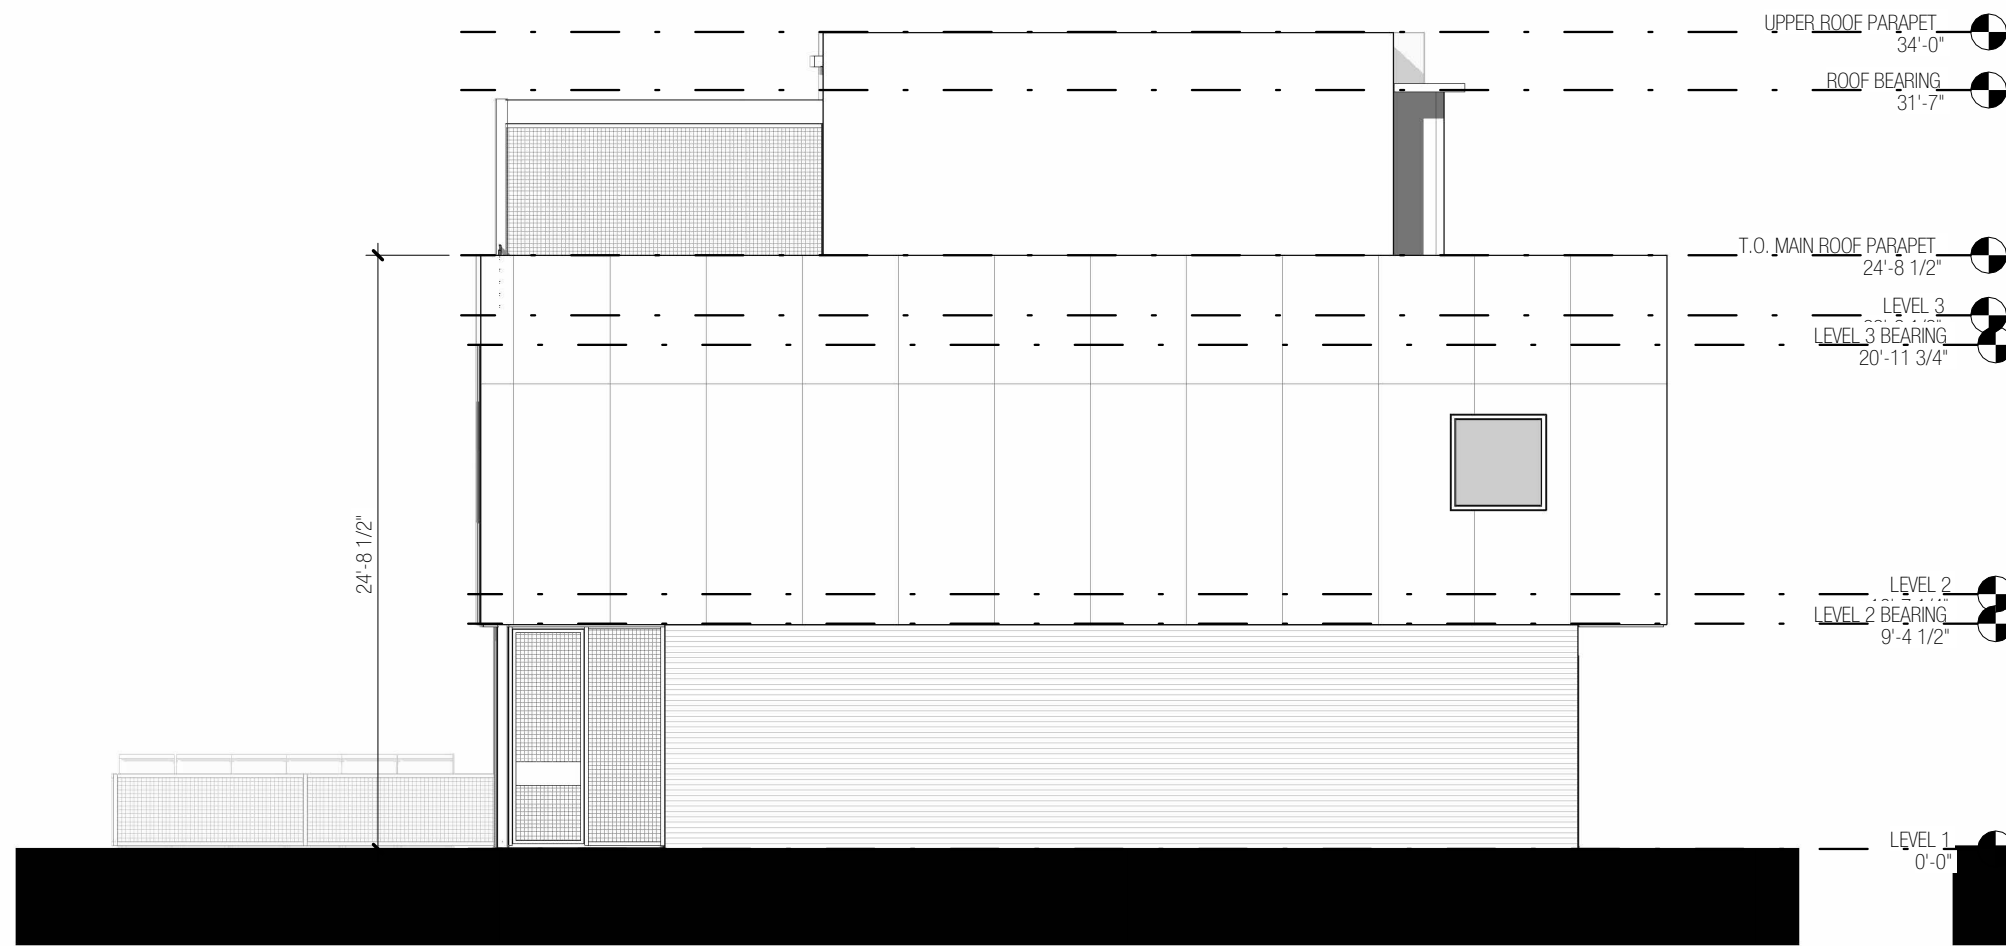 UPPER ROOF PARAPET
34'-0"
ROOF BEARING
31'-7"
T.O. MAIN ROOF PARAPET
24'-8 1/2"
LEVEL 3
LEVEL 3 BEARING
20'-11 3/4"
24'-8 1/2"
LEVEL 2
LEVEL 2 BEARING
9'-4 1/2"
LEVEL 1
0'-0"